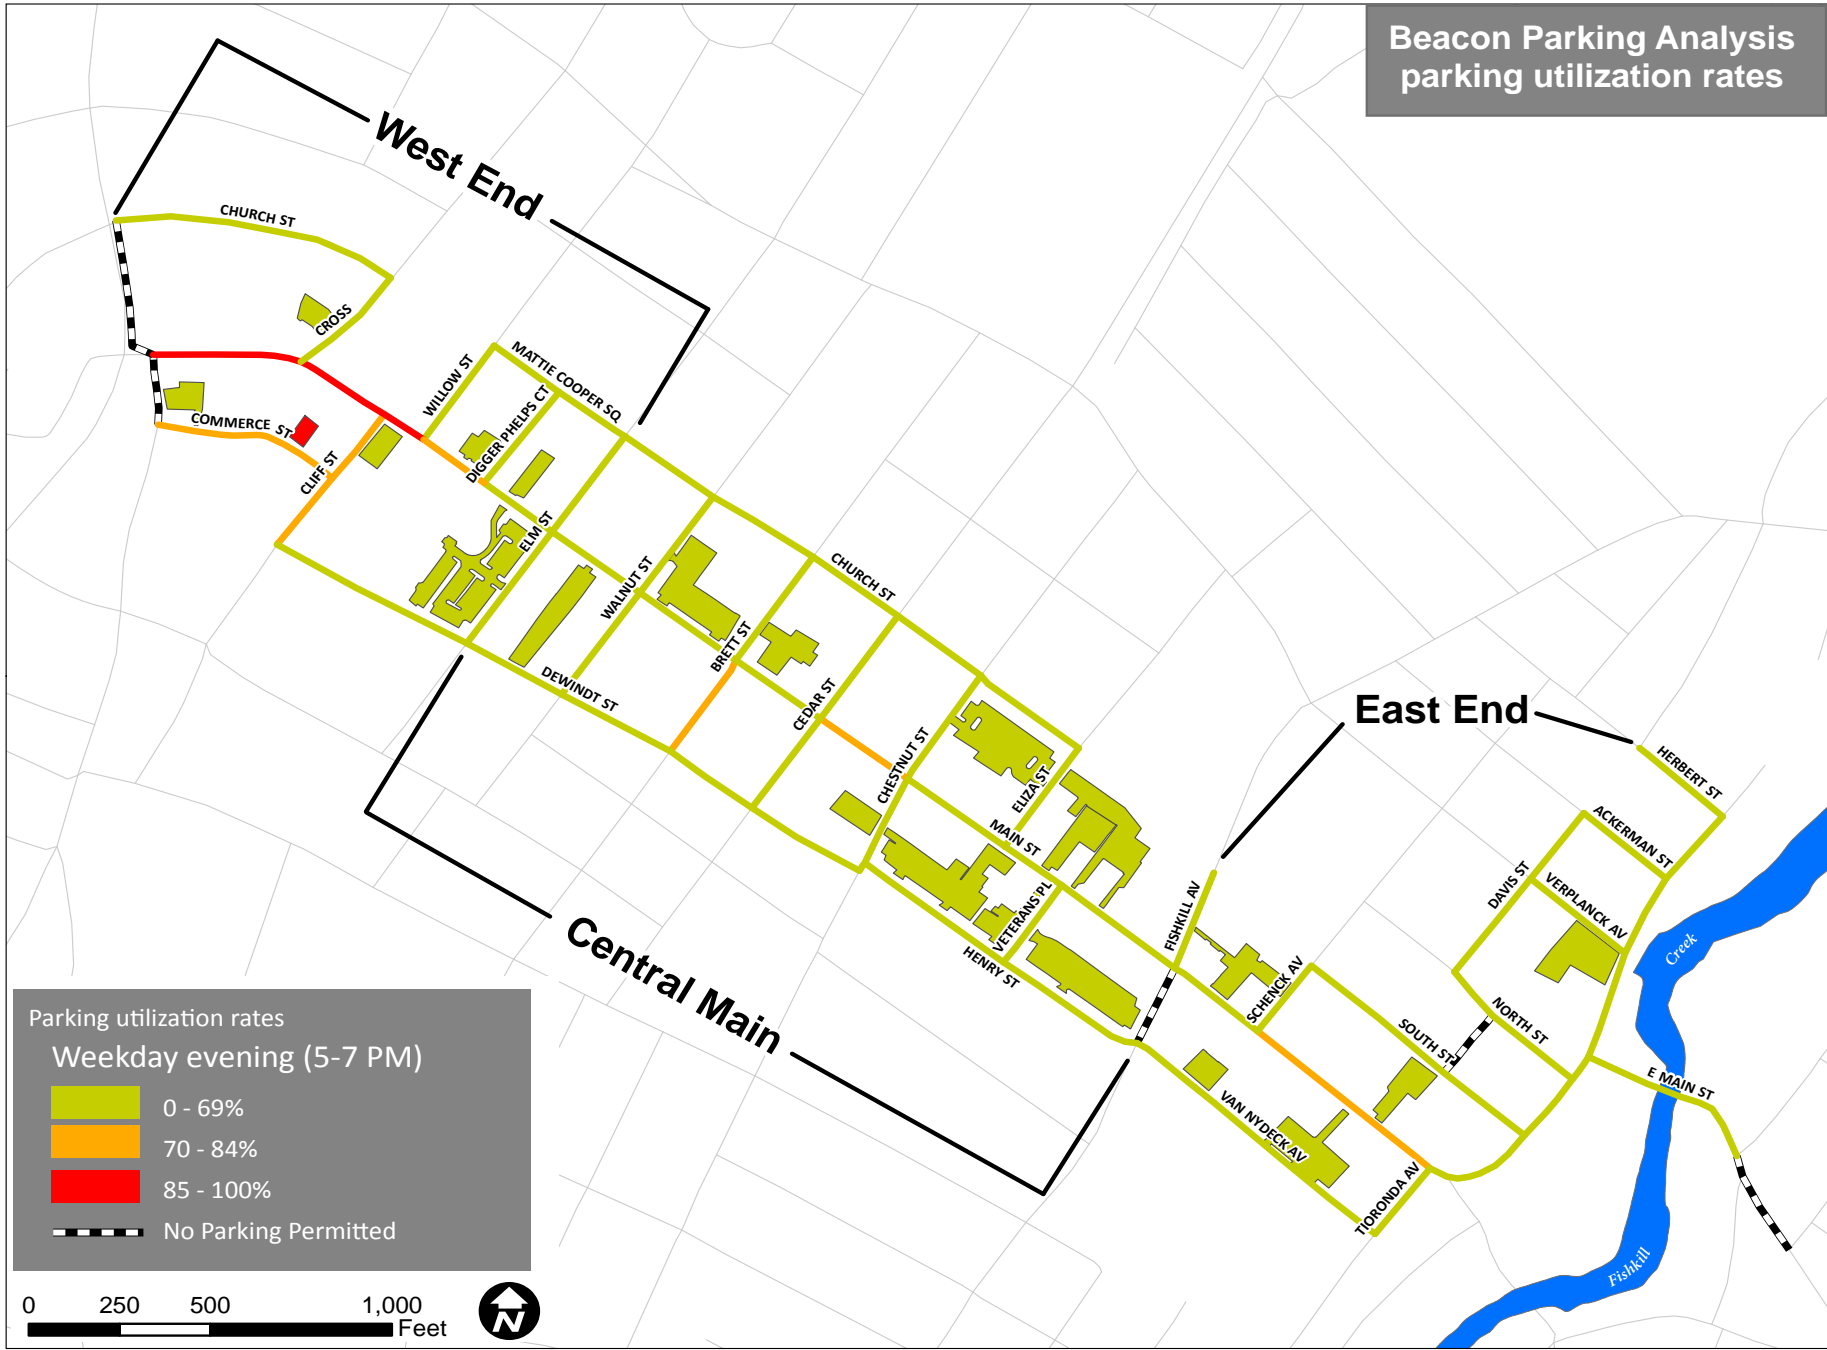 Beacon Parking Analysis
parking utilization rates
West End
CHURCH ST
CROSS
WILLOW ST
MATTIE COOPER SQ
DIGGER PHELPS CT
COMMERCE ST
CLIFF ST
ELM ST
WALNUT ST
BRETT ST
CHURCH ST
DEWINDT ST
CEDAR ST
CHESTNUT ST
ELIZA ST
MAIN ST
East End
HERBERT ST
ACKERMAN ST
DAVIS ST
VERPLANCK AV
VETERANS PL
FISHKILL AV
HENRY ST
Central Main
SCHENCK AV
SOUTH ST
NORTH ST
Creek
E MAIN ST
VAN NYDECK AV
TIORONDA AV
Fishkill
Parking utilization rates
Weekday evening (5-7 PM)
0 - 69%
70 - 84%
85 - 100%
No Parking Permitted
0 250 500 1,000
Feet
N